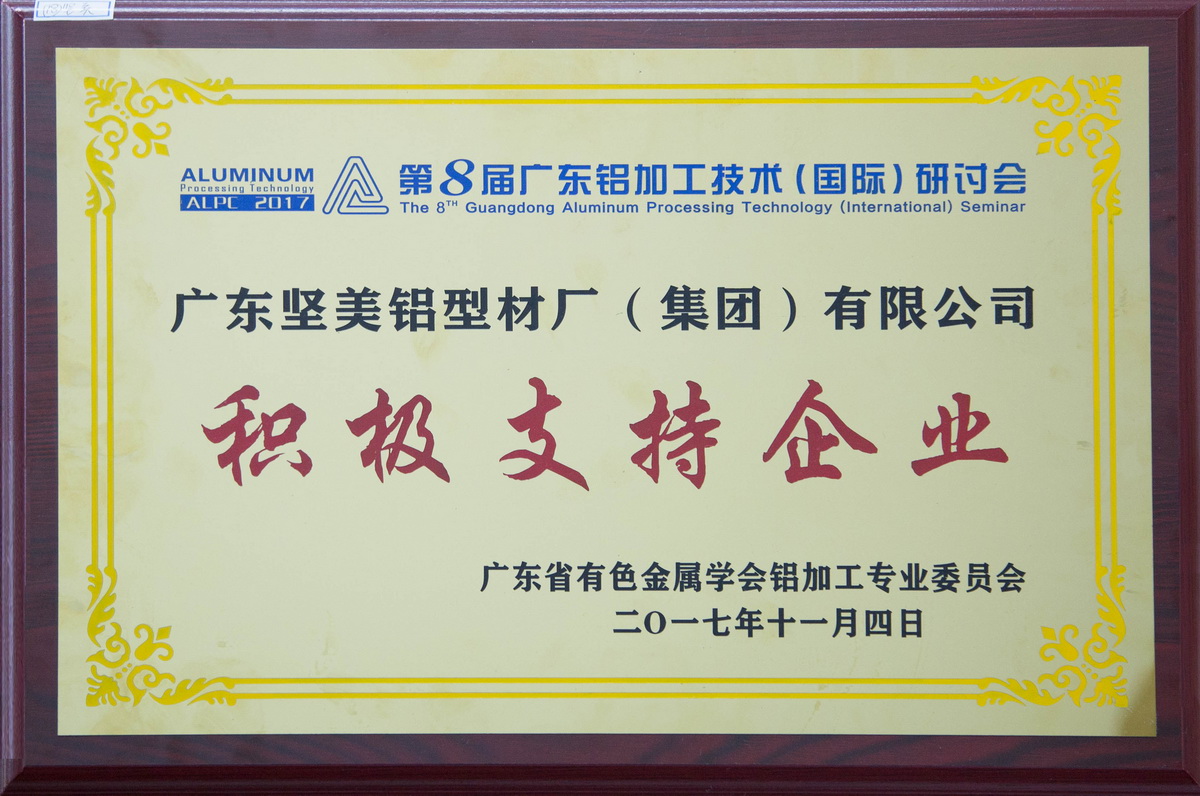 ALUMINUM
Processing Technology
ALPC 2017
第8届广东铝加工技术(国际)研讨会
The 8TH Guangdong Aluminum Processing Technology (International) Seminar
广东坚美铝型材厂(集团)有限公司
积极支持企业
广东省有色金属学会铝加工专业委员会
二〇一七年十一月四日